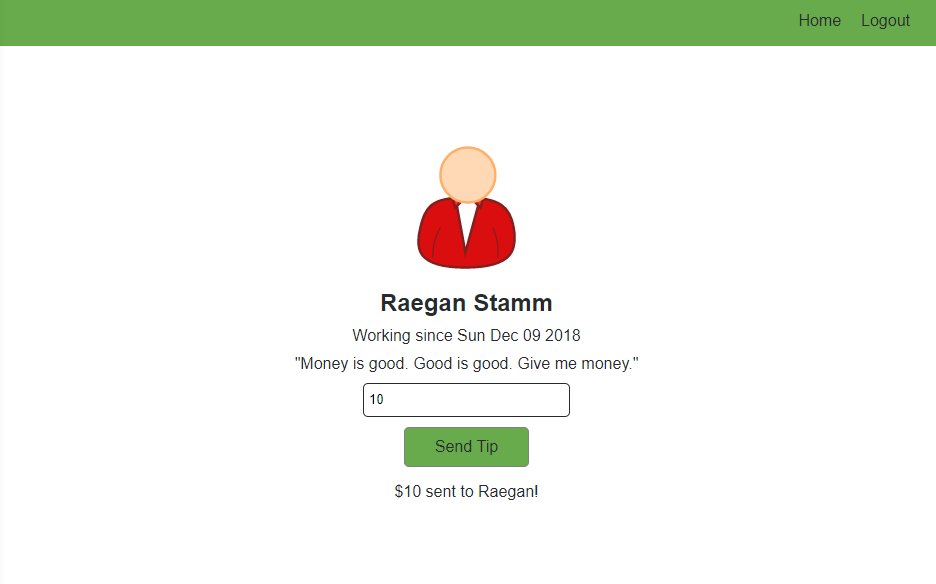 Home Logout
Raegan Stamm
Working since Sun Dec 09 2018
"Money is good. Good is good. Give me money."
10
Send Tip
$10 sent to Raegan!